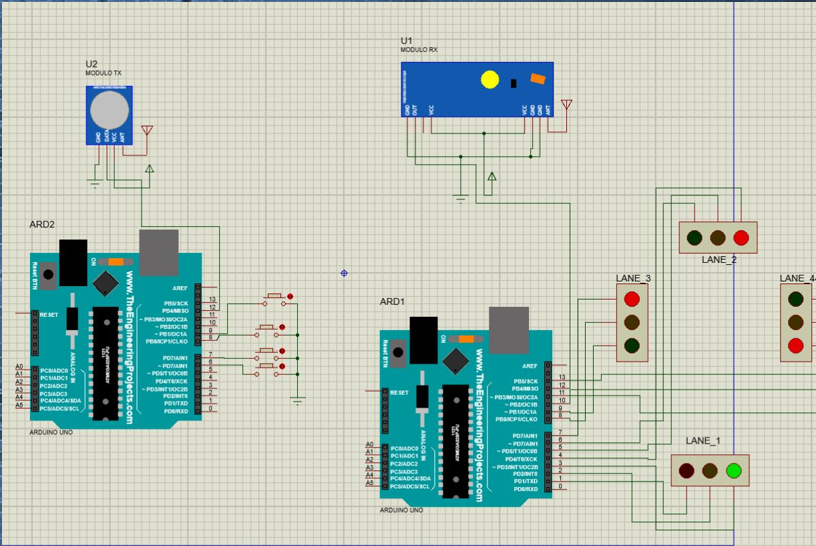 U2
MODULO TX
GND
DATA
VCC
ANT
U1
MODULO RX
GND
OUT
VCC
VCC
GND
GND
ANT
ARD2
Reset BTN
ON
www.TheEngineeringProjects.com
ANALOG IN
RESET
AREF
PB5/SCK
PB4/MISO
~ PB3/MOSI/OC2A
~ PB2/OC1B
~ PB1/OC1A
PB0/ICP1/CLKO
PD7/AIN1
~ PD6/AIN0
~ PD5/T1/OC0B
PD4/T0/XCK
~ PD3/INT1/OC2B
PD2/INT0
PD1/TXD
PD0/RXD
13
12
11
10
9
8
7
6
5
4
3
2
1
0
A0
A1
A2
A3
A4
A5
PC0/ADC0
PC1/ADC1
PC2/ADC2
PC3/ADC3
PC4/ADC4/SDA
PC5/ADC5/SCL
ARDUINO UNO
ARD1
Reset BTN
ON
www.TheEngineeringProjects.com
ANALOG IN
RESET
AREF
PB5/SCK
PB4/MISO
~ PB3/MOSI/OC2A
~ PB2/OC1B
~ PB1/OC1A
PB0/ICP1/CLKO
PD7/AIN1
~ PD6/AIN0
~ PD5/T1/OC0B
PD4/T0/XCK
~ PD3/INT1/OC2B
PD2/INT0
PD1/TXD
PD0/RXD
13
12
11
10
9
8
7
6
5
4
3
2
1
0
A0
A1
A2
A3
A4
A5
PC0/ADC0
PC1/ADC1
PC2/ADC2
PC3/ADC3
PC4/ADC4/SDA
PC5/ADC5/SCL
ARDUINO UNO
LANE_2
LANE_3
LANE_4
LANE_1